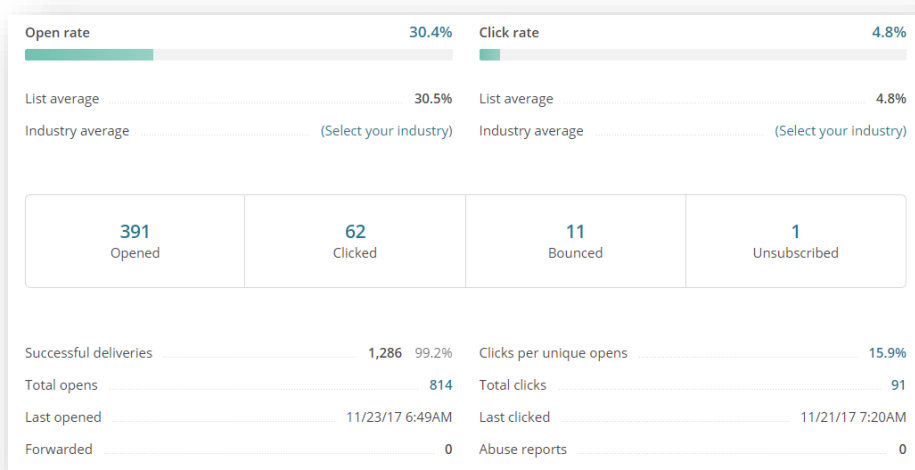 Open rate 30.4% Click rate 4.8%
List average 30.5% List average 4.8%
Industry average (Select your industry) Industry average (Select your industry)
391 62 11 1
Opened Clicked Bounced Unsubscribed
Successful deliveries 1,286 99.2% Clicks per unique opens 15.9%
Total opens 814 Total clicks 91
Last opened 11/23/17 6:49AM Last clicked 11/21/17 7:20AM
Forwarded 0 Abuse reports 0